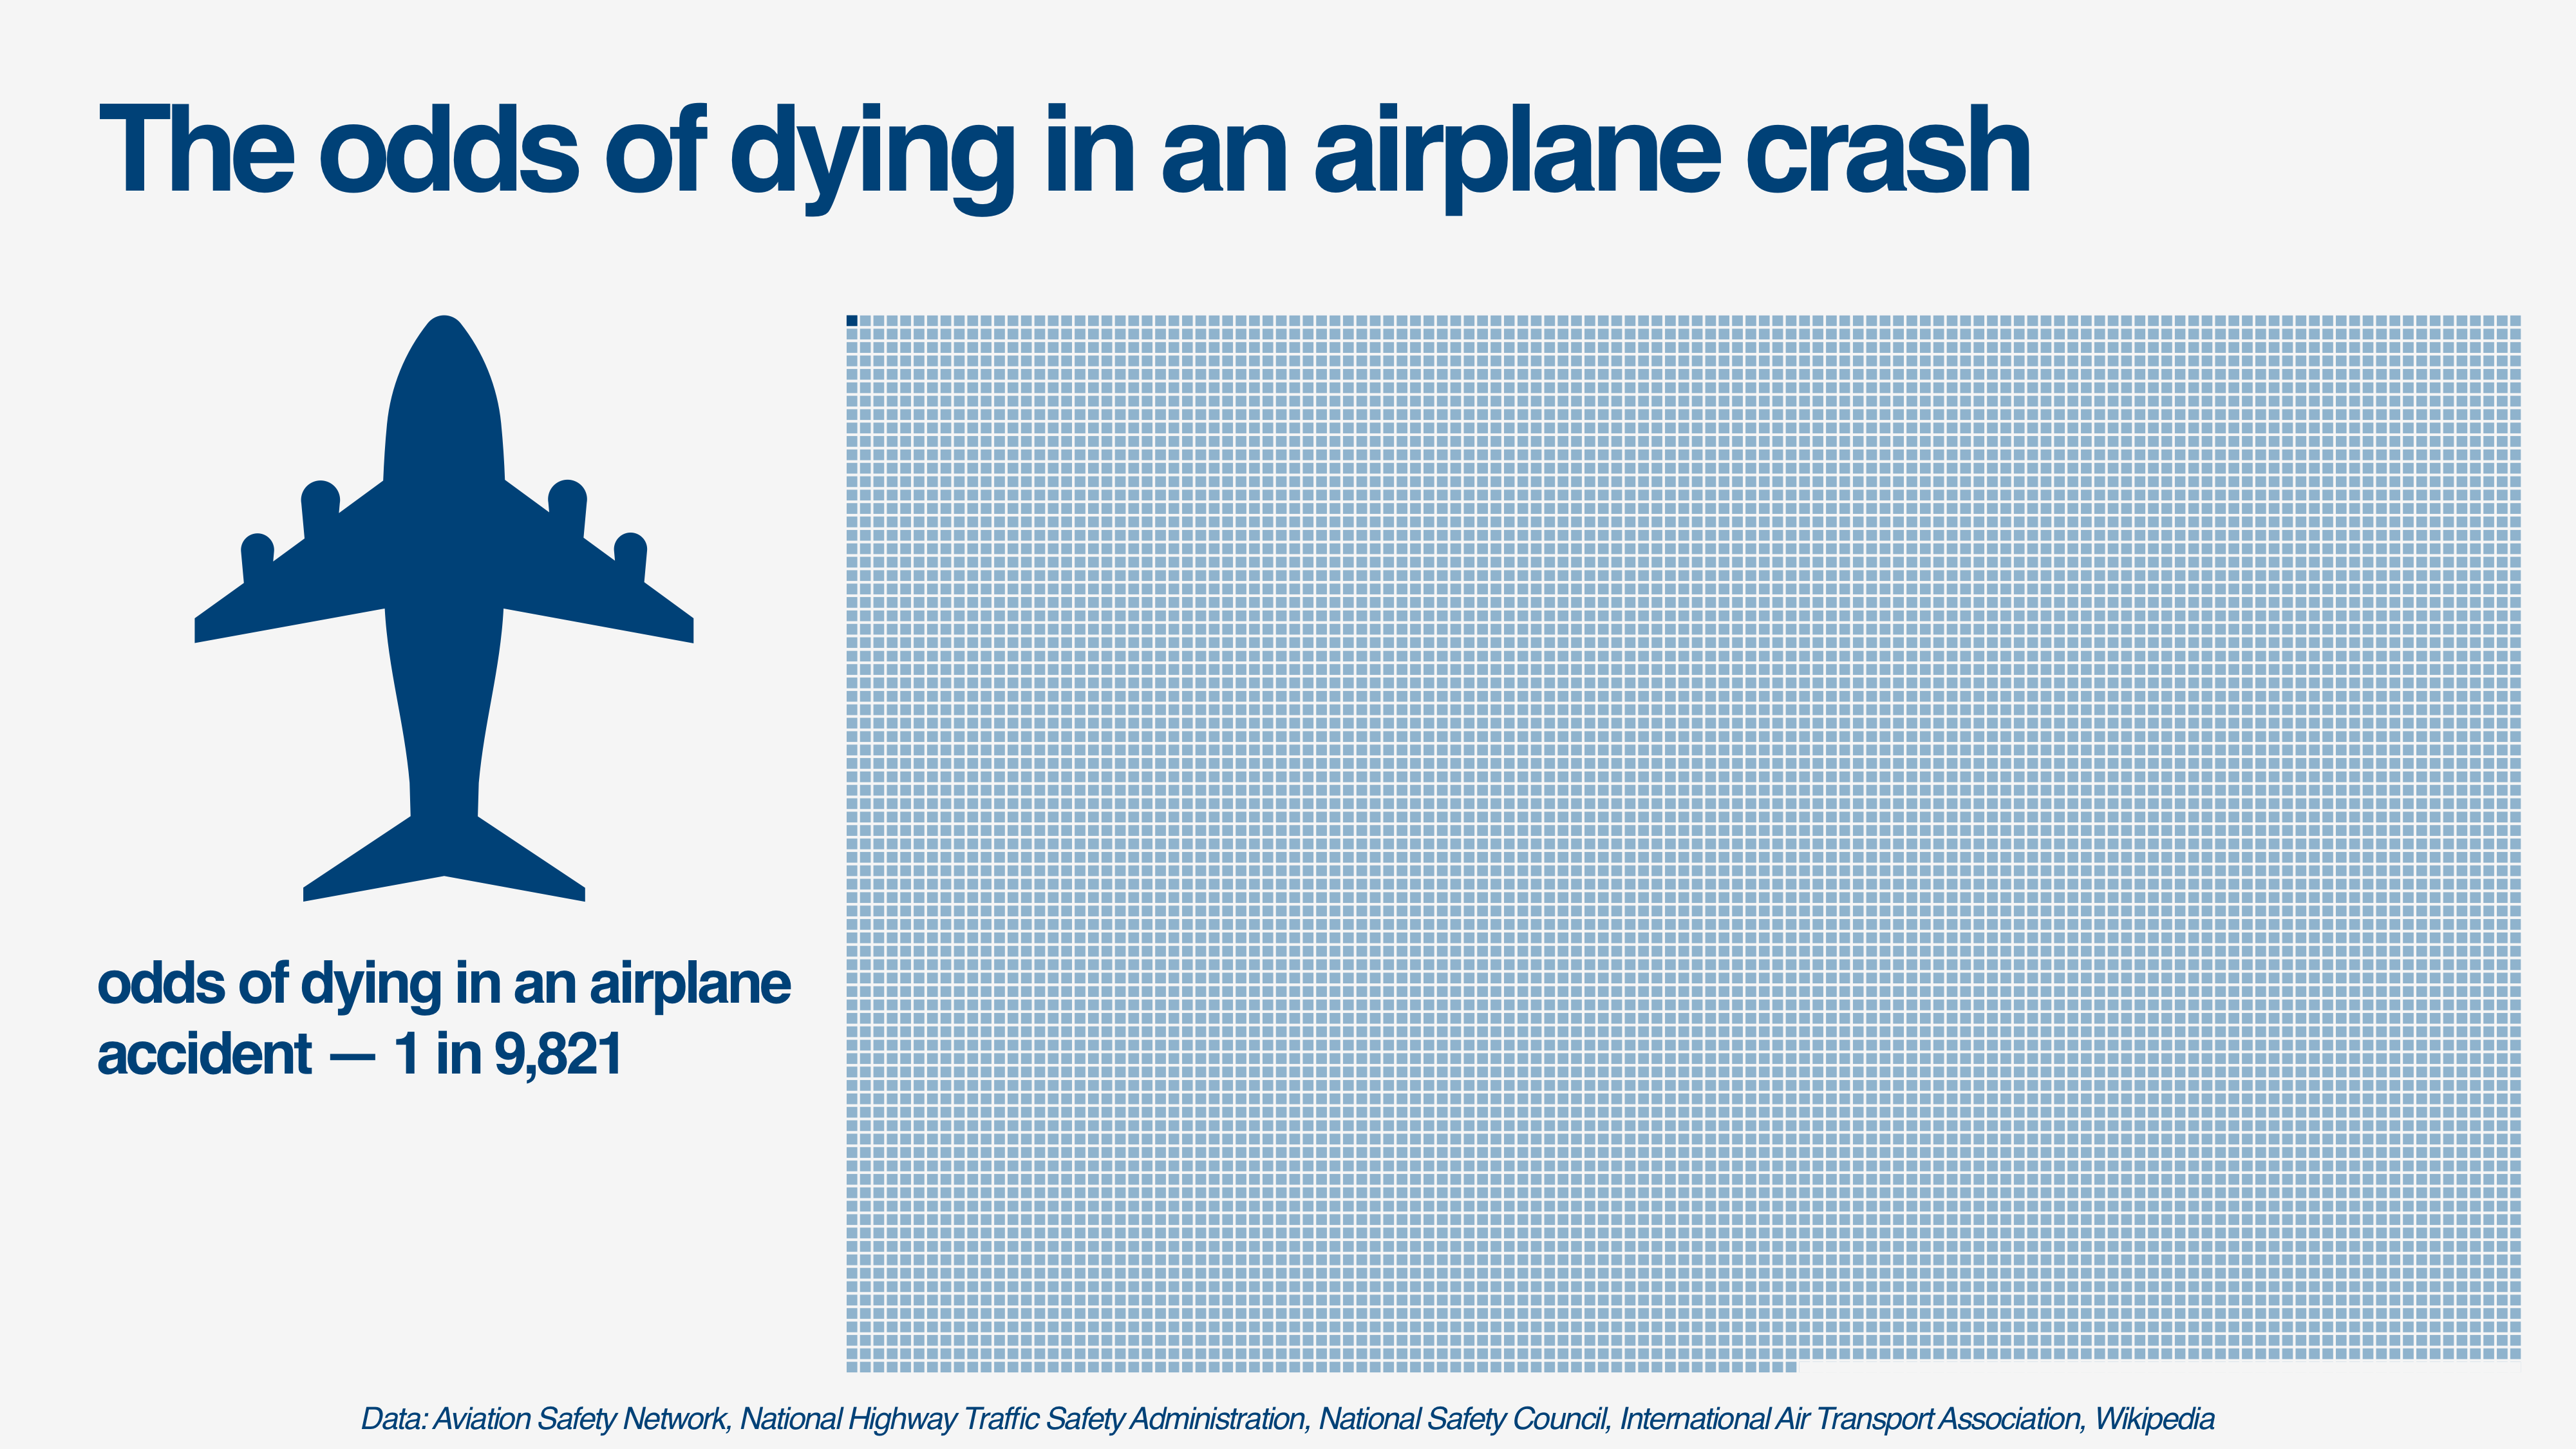 The odds of dying in an airplane crash
odds of dying in an airplane
accident — 1 in 9,821
Data: Aviation Safety Network, National Highway Traffic Safety Administration, National Safety Council, International Air Transport Association, Wikipedia